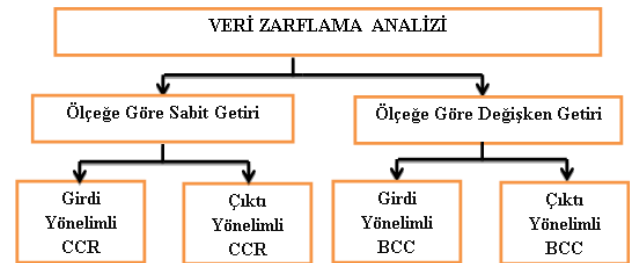 VERİ ZARFLAMA ANALİZİ
Ölçeğe Göre Sabit Getiri
Ölçeğe Göre Değişken Getiri
Girdi
Yönelimli
CCR
Çıktı
Yönelimli
CCR
Girdi
Yönelimli
BCC
Çıktı
Yönelimli
BCC